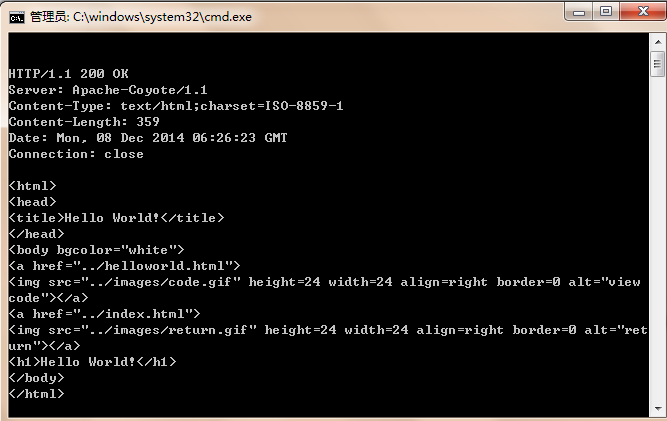 管理员: C:\windows\system32\cmd.exe
HTTP/1.1 200 OK
Server: Apache-Coyote/1.1
Content-Type: text/html;charset=ISO-8859-1
Content-Length: 359
Date: Mon, 08 Dec 2014 06:26:23 GMT
Connection: close
<html>
<head>
<title>Hello World!</title>
</head>
<body bgcolor="white">
<a href="../helloworld.html">
<img src="../images/code.gif" height=24 width=24 align=right border=0 alt="view
code"></a>
<a href="../index.html">
<img src="../images/return.gif" height=24 width=24 align=right border=0 alt="ret
urn"></a>
<h1>Hello World!</h1>
</body>
</html>